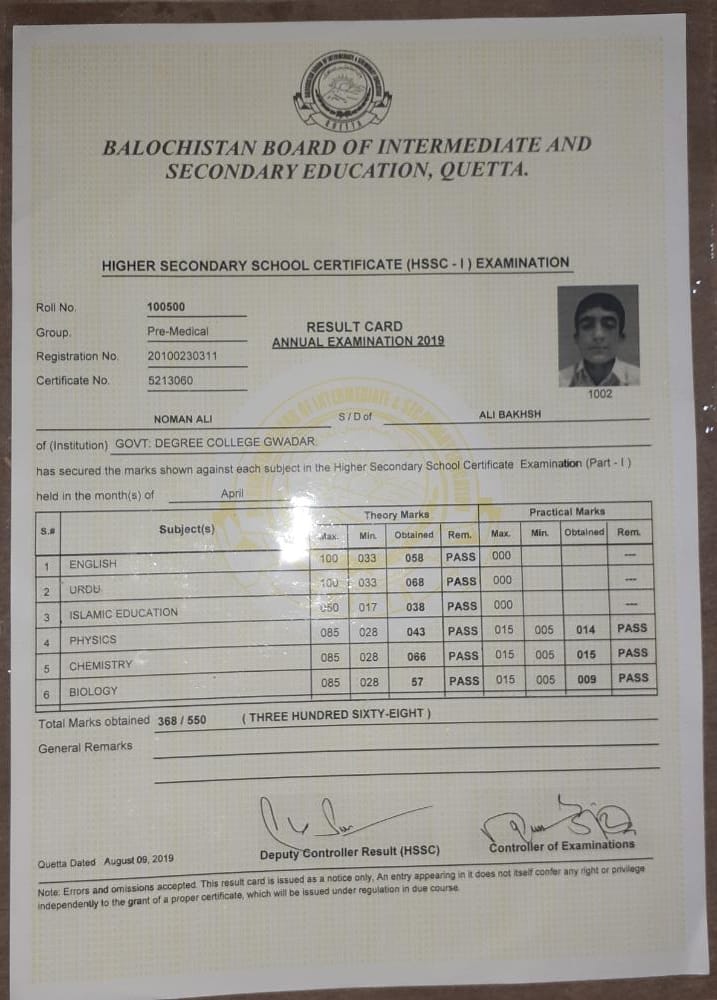 QUETTA
BALOCHISTAN BOARD OF INTERMEDIATE AND
SECONDARY EDUCATION, QUETTA.
HIGHER SECONDARY SCHOOL CERTIFICATE (HSSC - I ) EXAMINATION
Roll No. 100500
Group. Pre-Medical
RESULT CARD
ANNUAL EXAMINATION 2019
Registration No. 20100230311
Certificate No. 5213060
1002
NOMAN ALI S / D of ALI BAKHSH
of (Institution) GOVT: DEGREE COLLEGE GWADAR.
has secured the marks shown against each subject in the Higher Secondary School Certificate Examination (Part - I )
held in the month(s) of April
S.# Subject(s) Theory Marks Practical Marks
Max. Min. Obtained Rem. Max. Min. Obtained Rem.
1 ENGLISH 100 033 058 PASS 000 ---
2 URDU 100 033 068 PASS 000 ---
3 ISLAMIC EDUCATION 050 017 038 PASS 000 ---
4 PHYSICS 085 028 043 PASS 015 005 014 PASS
5 CHEMISTRY 085 028 066 PASS 015 005 015 PASS
6 BIOLOGY 085 028 57 PASS 015 005 009 PASS
Total Marks obtained 368 / 550 ( THREE HUNDRED SIXTY-EIGHT )
General Remarks
Quetta Dated August 09, 2019
Deputy Controller Result (HSSC)
Controller of Examinations
Note: Errors and omissions accepted. This result card is issued as a notice only, An entry appearing in it does not itself confer any right or privilege
independently to the grant of a proper certificate, which will be issued under regulation in due course.